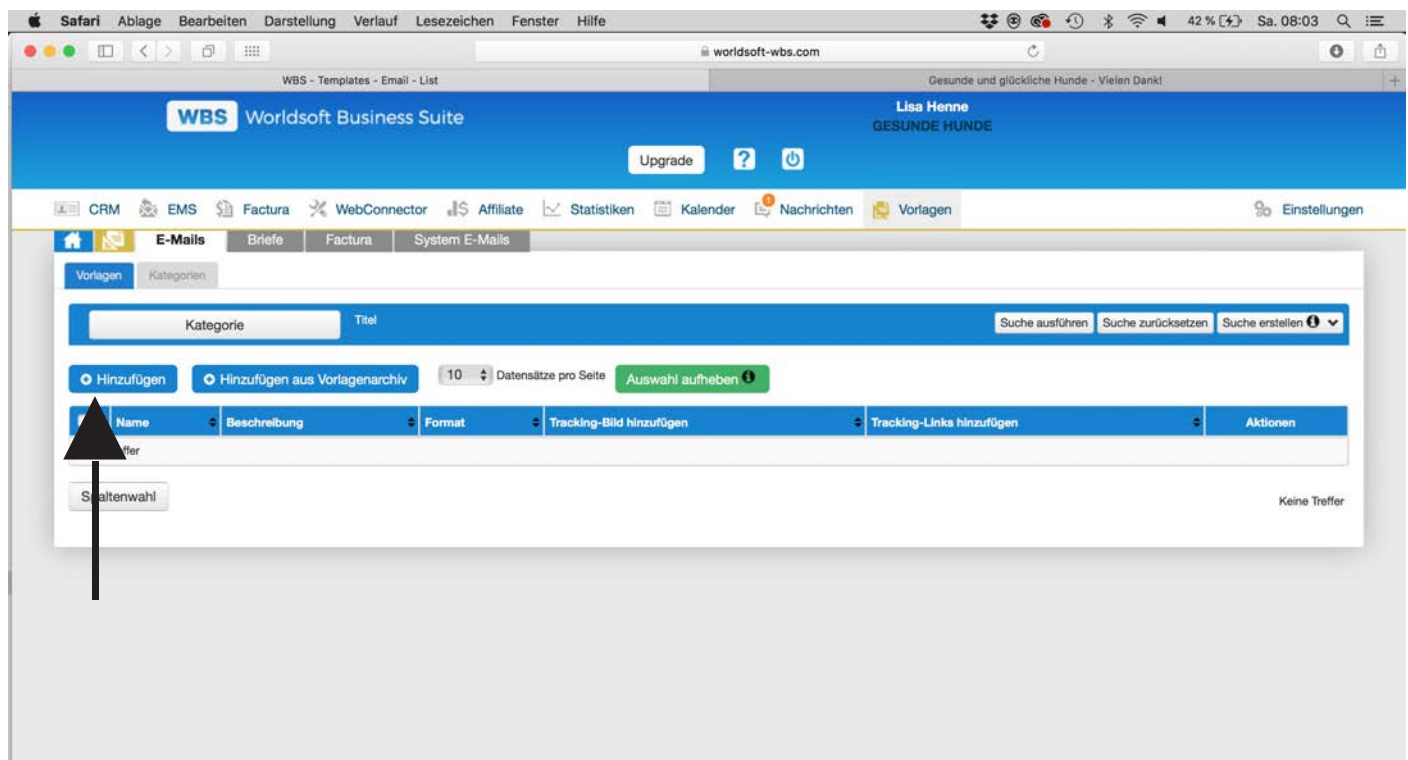 Safari Ablage Bearbeiten Darstellung Verlauf Lesezeichen Fenster Hilfe 42 % Sa. 08:03
worldsoft-wbs.com
WBS - Templates - Email - List Gesunde und glückliche Hunde - Vielen Dank!
WBS Worldsoft Business Suite
Lisa Henne
GESUNDE HUNDE
Upgrade ?
CRM EMS Factura WebConnector Affiliate Statistiken Kalender Nachrichten Vorlagen Einstellungen
E-Mails Briefe Factura System E-Mails
Vorlagen Kategorien
Kategorie Titel Suche ausführen Suche zurücksetzen Suche erstellen
Hinzufügen Hinzufügen aus Vorlagenarchiv 10 Datensätze pro Seite Auswahl aufheben
Name Beschreibung Format Tracking-Bild hinzufügen Tracking-Links hinzufügen Aktionen
Spaltenwahl
Keine Treffer